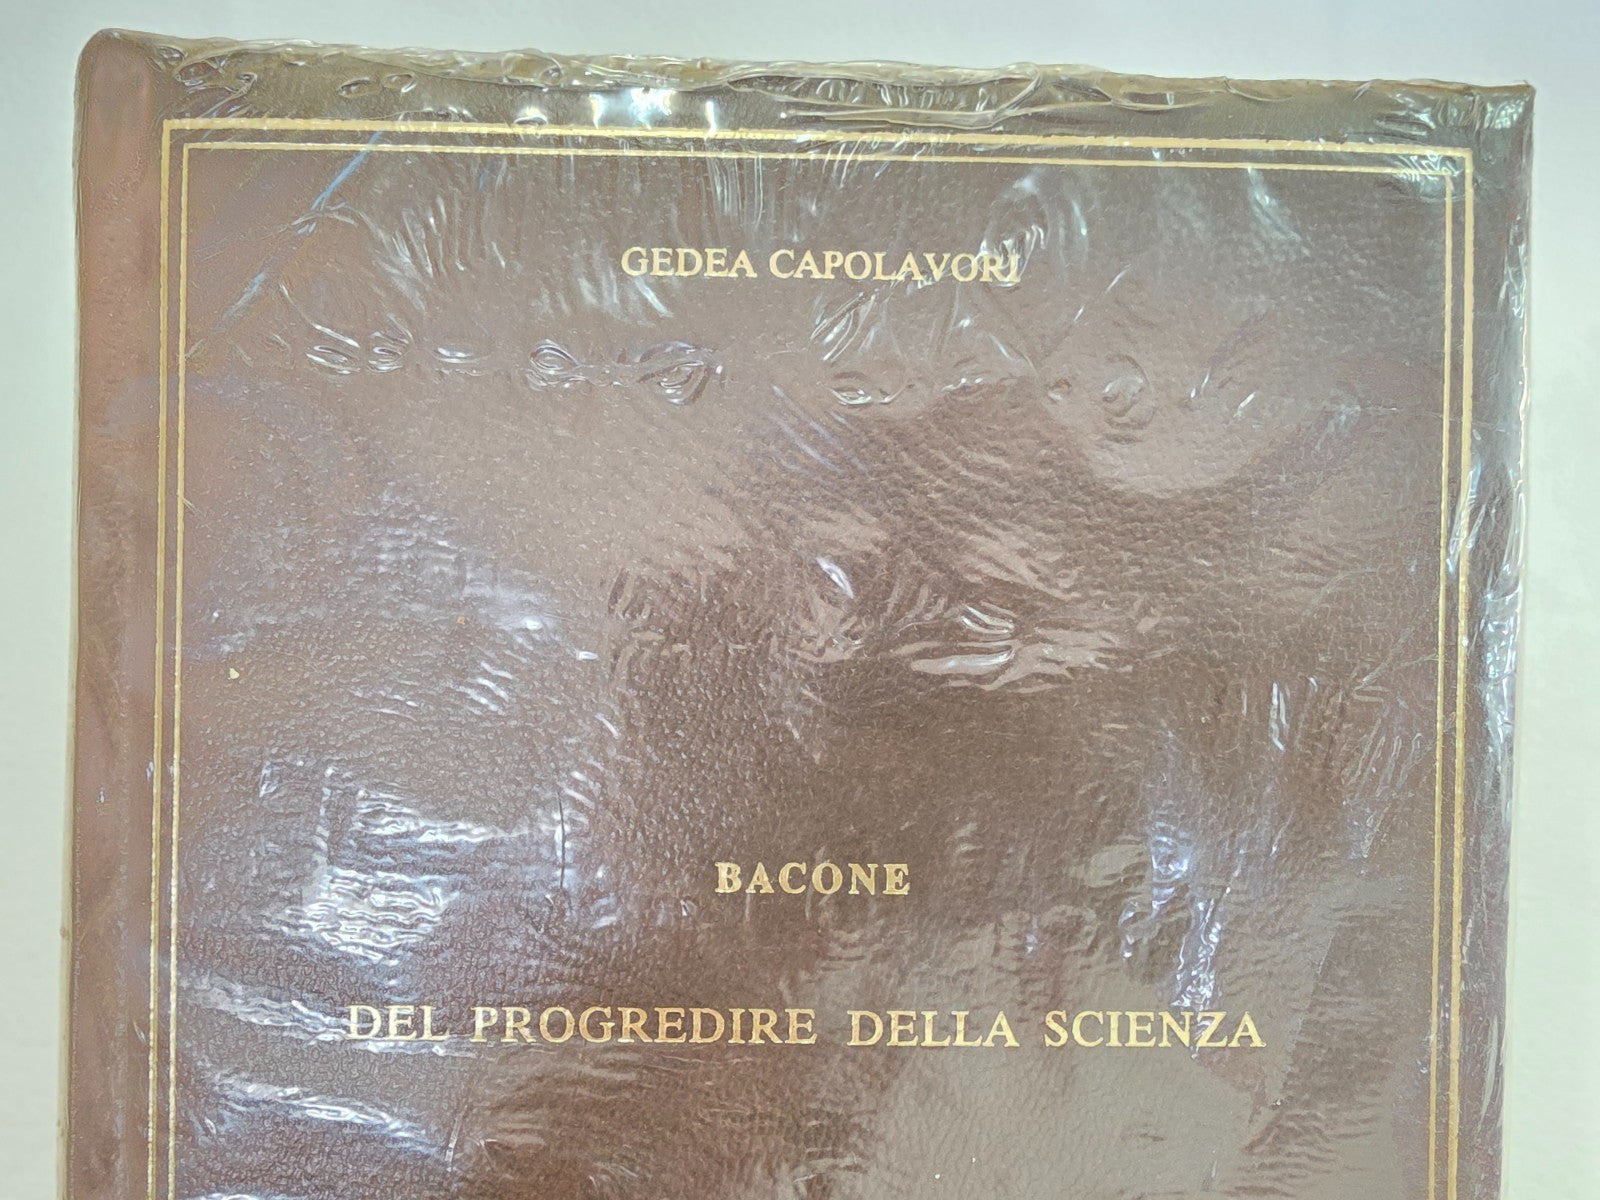 GEDEA CAPOLAVORI
BACONE
DEL PROGREDIRE DELLA SCIENZA